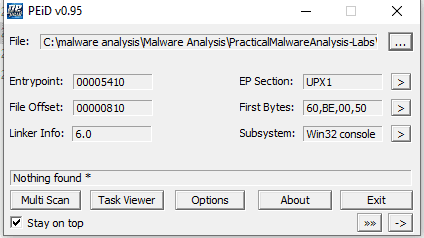 PEiD v0.95
File: C:\malware analysis\Malware Analysis\PracticalMalwareAnalysis-Labs\ ...
Entrypoint: 00005410 EP Section: UPX1 >
File Offset: 00000810 First Bytes: 60,BE,00,50 >
Linker Info: 6.0 Subsystem: Win32 console >
Nothing found *
Multi Scan Task Viewer Options About Exit
Stay on top »» ->